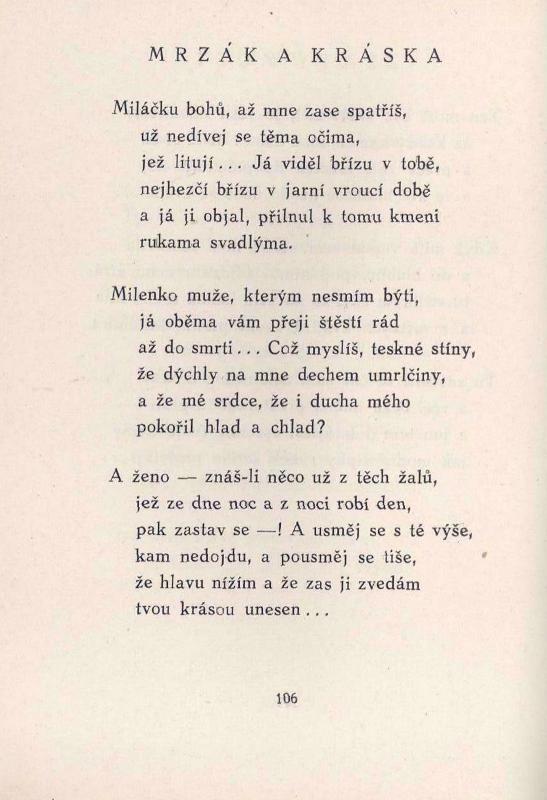 MRZÁK A KRÁSKA
Miláčku bohů, až mne zase spatříš,
už nedívej se těma očima,
jež litují... Já viděl břízu v tobě,
nejhezčí břízu v jarní vroucí době
a já ji objal, přilnul k tomu kmeni
rukama svadlýma.
Milenko muže, kterým nesmím býti,
já oběma vám přeji štěstí rád
až do smrti... Což myslíš, teskné stíny,
že dýchly na mne dechem umrlčiny,
a že mé srdce, že i ducha mého
pokořil hlad a chlad?
A ženo — znáš-li něco už z těch žalů,
jež ze dne noc a z noci robí den,
pak zastav se —! A usměj se s té výše,
kam nedojdu, a pousměj se tiše,
že hlavu nížím a že zas ji zvedám
tvou krásou unesen...
106